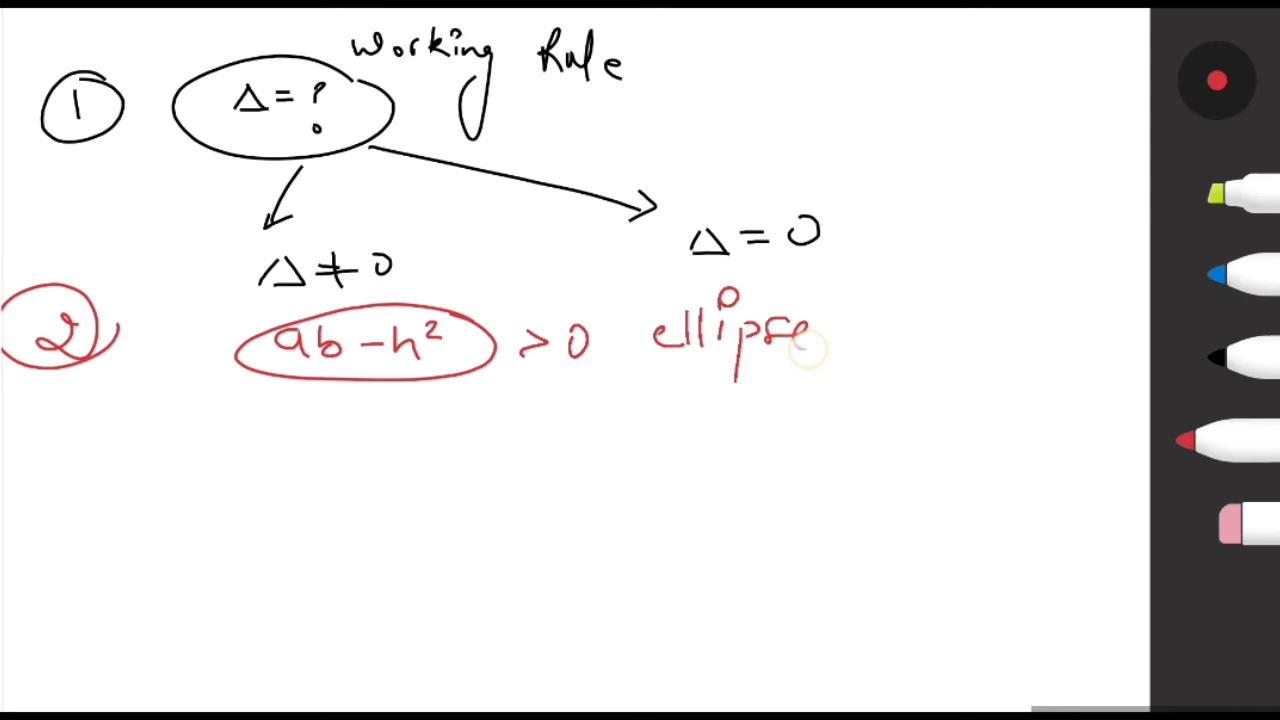 Working Rule
1 Δ = ?
Δ = 0
Δ ≠ 0
2 ab - h² > 0 ellipse